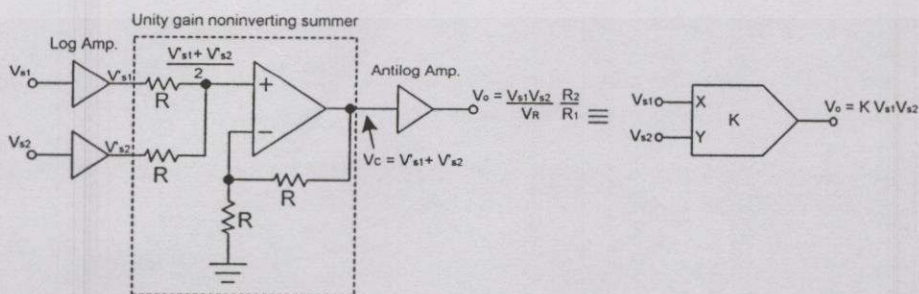 Unity gain noninverting summer
Log Amp.
Vs1
V's1
R
V's1 + V's2
2
+
−
Antilog Amp.
Vo = Vs1Vs2 / VR R2 / R1
≡
Vs1
X
K
Vo = K Vs1Vs2
Vs2
Y
Vs2
V's2
R
R
R
Vc = V's1 + V's2